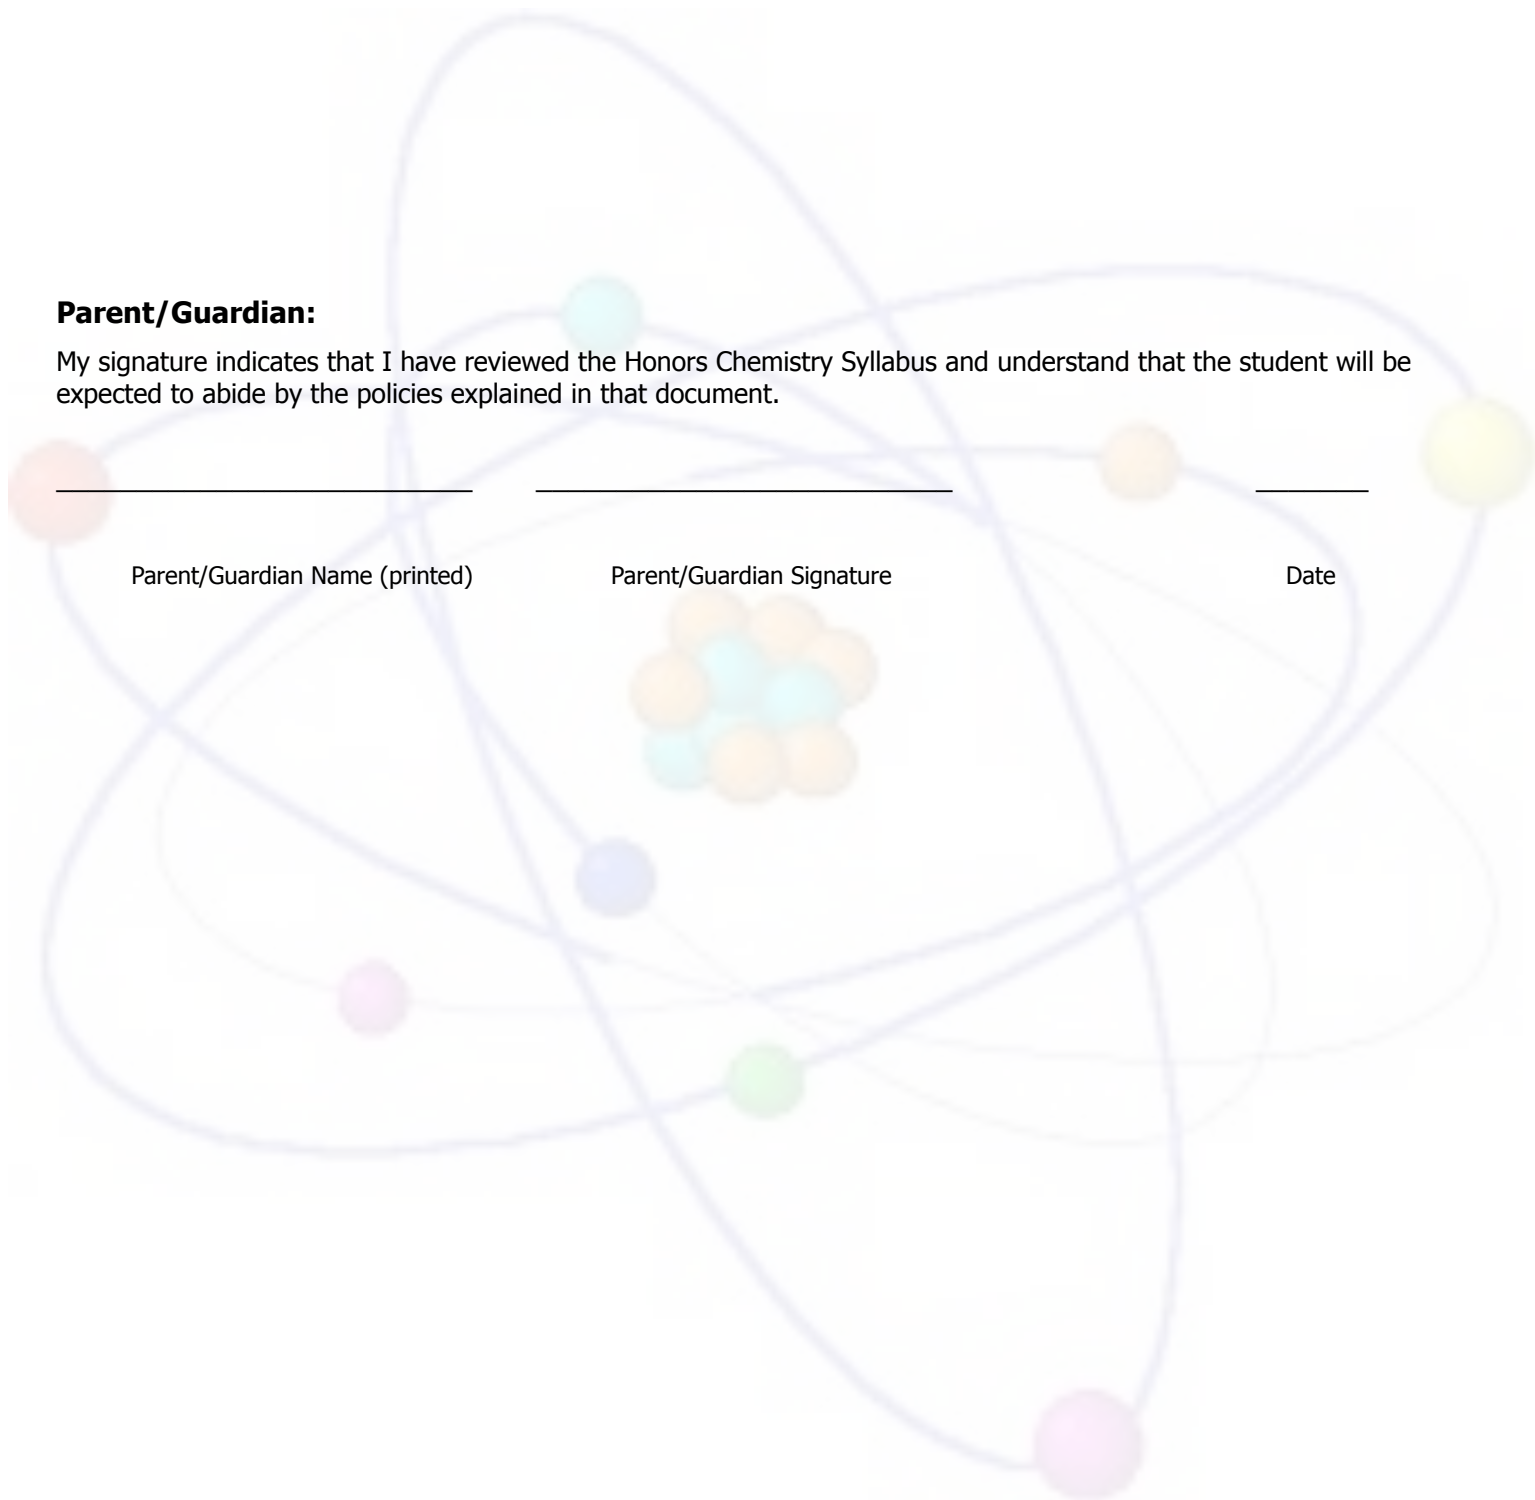 Parent/Guardian:
My signature indicates that I have reviewed the Honors Chemistry Syllabus and understand that the student will be
expected to abide by the policies explained in that document.
Parent/Guardian Name (printed) Parent/Guardian Signature Date